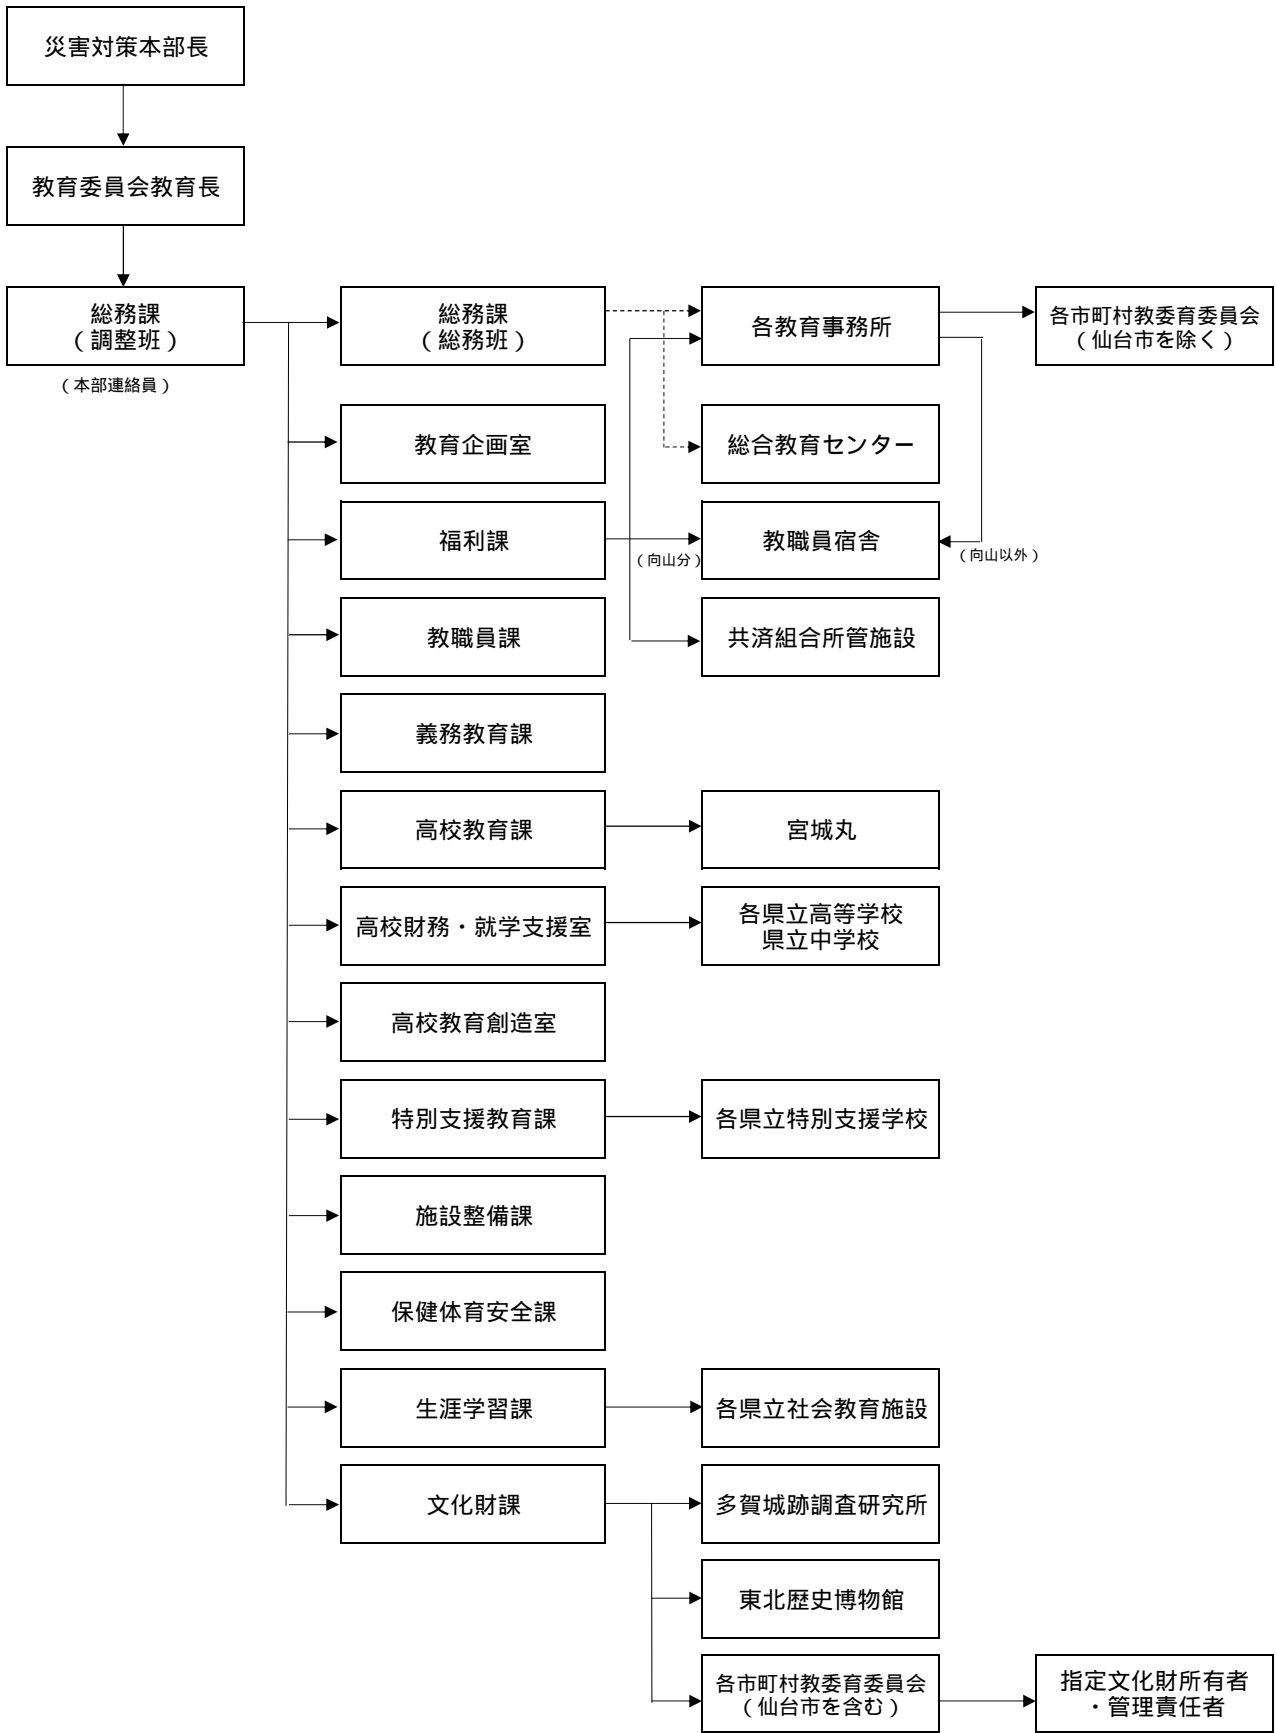 災害対策本部長
教育委員会教育長
総務課
（調整班）
（本部連絡員）
総務課
（総務班）
各教育事務所
各市町村教委育委員会
（仙台市を除く）
教育企画室
総合教育センター
福利課
（向山分）
教職員宿舎
（向山以外）
教職員課
共済組合所管施設
義務教育課
高校教育課
宮城丸
高校財務・就学支援室
各県立高等学校
県立中学校
高校教育創造室
特別支援教育課
各県立特別支援学校
施設整備課
保健体育安全課
生涯学習課
各県立社会教育施設
文化財課
多賀城跡調査研究所
東北歴史博物館
各市町村教委育委員会
（仙台市を含む）
指定文化財所有者
・管理責任者